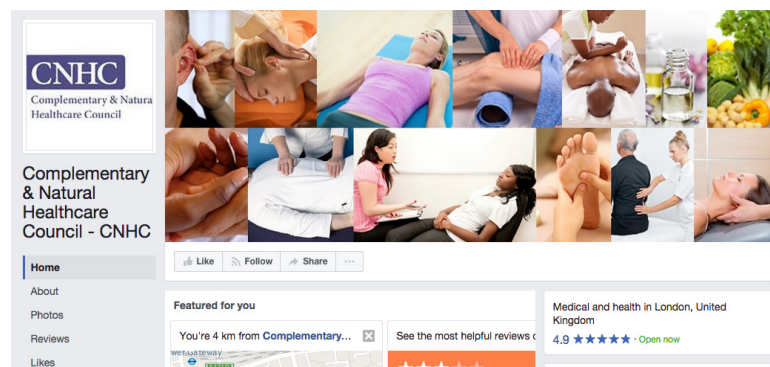 CNHC
Complementary & Natura
Healthcare Council
Complementary
& Natural
Healthcare
Council - CNHC
Home
About
Photos
Reviews
Likes
Like
Follow
Share
Featured for you
You're 4 km from Complementary...
See the most helpful reviews
Gateway
Medical and health in London, United
Kingdom
4.9 ★★★★★ · Open now